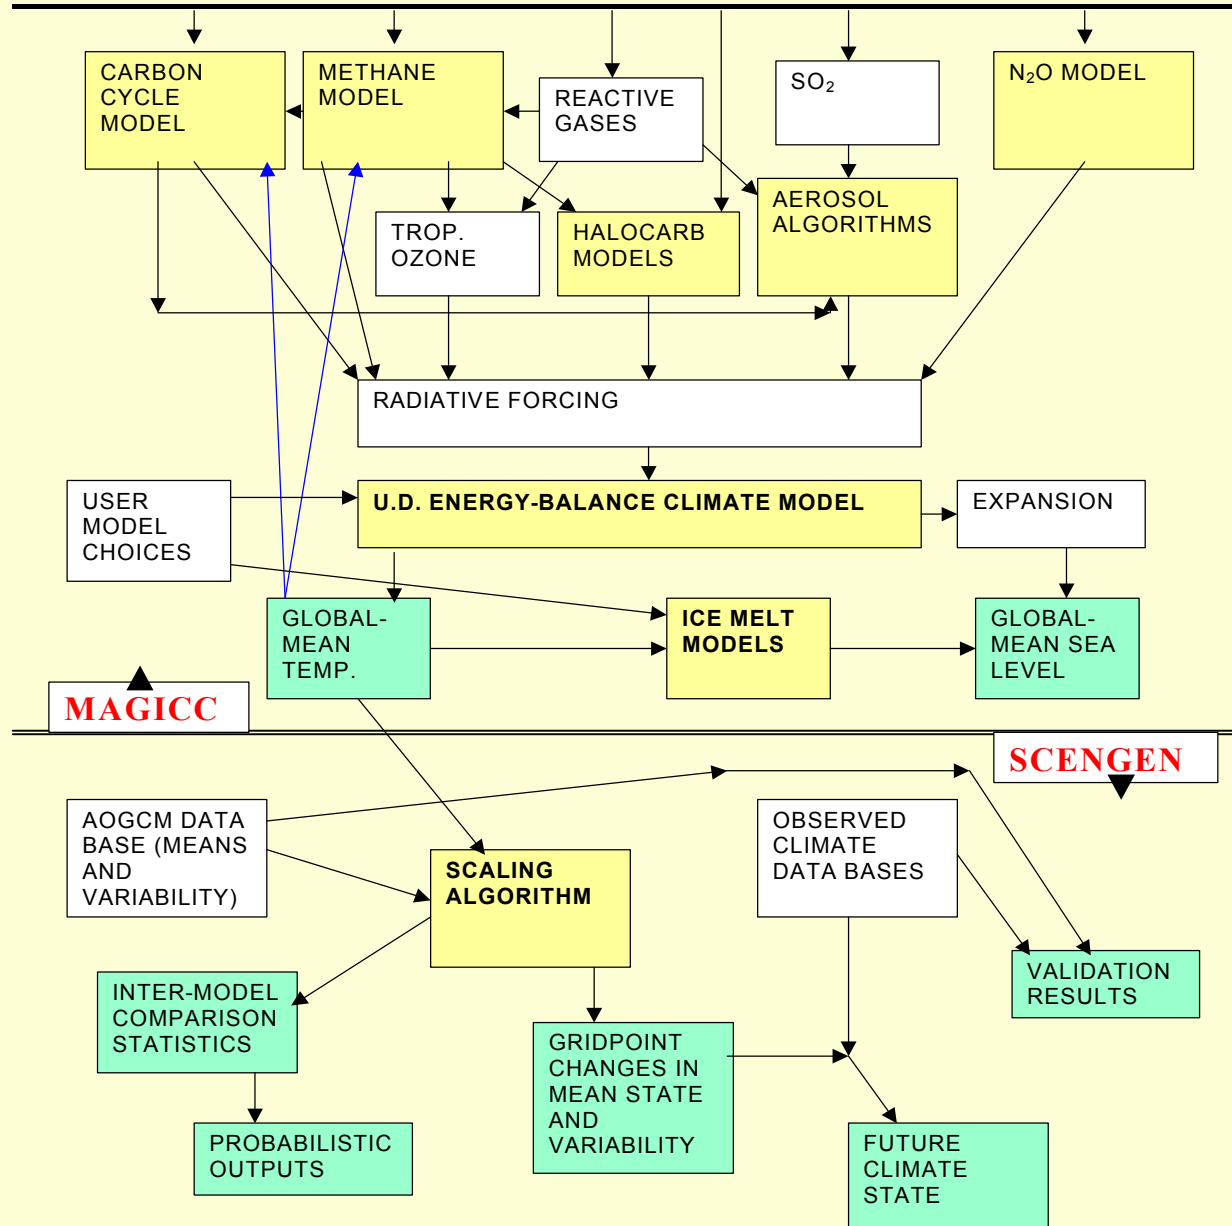 CARBON
CYCLE
MODEL
METHANE
MODEL
REACTIVE
GASES
SO₂
N₂O MODEL
TROP.
OZONE
HALOCARB
MODELS
AEROSOL
ALGORITHMS
RADIATIVE FORCING
USER
MODEL
CHOICES
U.D. ENERGY-BALANCE CLIMATE MODEL
EXPANSION
GLOBAL-
MEAN
TEMP.
ICE MELT
MODELS
GLOBAL-
MEAN SEA
LEVEL
MAGICC
SCENGEN
AOGCM DATA
BASE (MEANS
AND
VARIABILITY)
SCALING
ALGORITHM
OBSERVED
CLIMATE
DATA BASES
VALIDATION
RESULTS
INTER-MODEL
COMPARISON
STATISTICS
GRIDPOINT
CHANGES IN
MEAN STATE
AND
VARIABILITY
PROBABILISTIC
OUTPUTS
FUTURE
CLIMATE
STATE